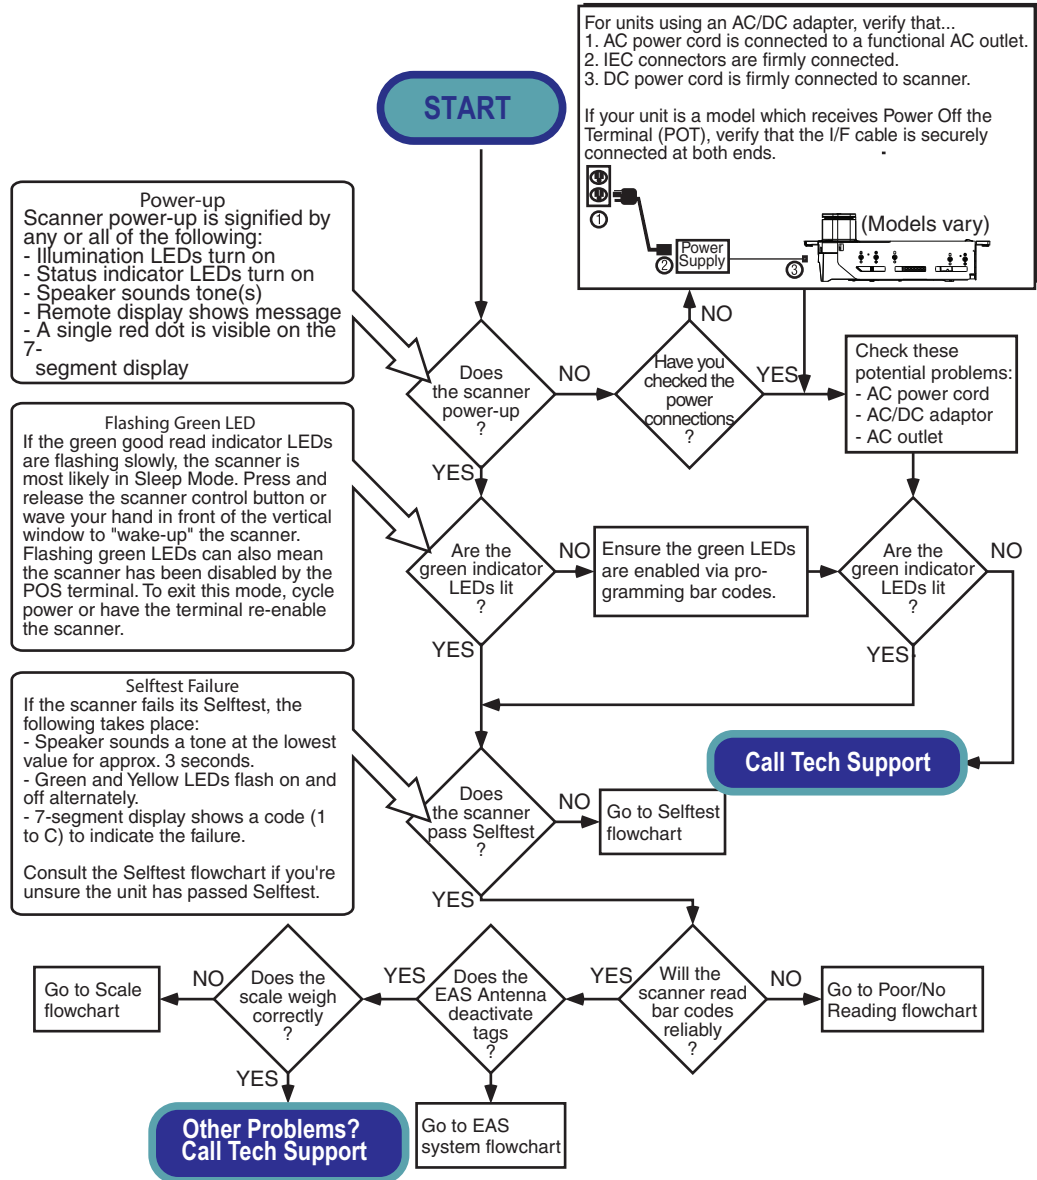 For units using an AC/DC adapter, verify that...
1. AC power cord is connected to a functional AC outlet.
2. IEC connectors are firmly connected.
3. DC power cord is firmly connected to scanner.
If your unit is a model which receives Power Off the
Terminal (POT), verify that the I/F cable is securely
connected at both ends.
1
2
Power
Supply
3
(Models vary)
START
Power-up
Scanner power-up is signified by
any or all of the following:
- Illumination LEDs turn on
- Status indicator LEDs turn on
- Speaker sounds tone(s)
- Remote display shows message
- A single red dot is visible on the
7-
segment display
Does
the scanner
power-up
?
NO
Have you
checked the
power
connections
?
NO
YES
Check these
potential problems:
- AC power cord
- AC/DC adaptor
- AC outlet
YES
Flashing Green LED
If the green good read indicator LEDs
are flashing slowly, the scanner is
most likely in Sleep Mode. Press and
release the scanner control button or
wave your hand in front of the vertical
window to "wake-up" the scanner.
Flashing green LEDs can also mean
the scanner has been disabled by the
POS terminal. To exit this mode, cycle
power or have the terminal re-enable
the scanner.
Are the
green indicator
LEDs lit
?
NO
Ensure the green LEDs
are enabled via pro-
gramming bar codes.
Are the
green indicator
LEDs lit
?
NO
YES
YES
Call Tech Support
Selftest Failure
If the scanner fails its Selftest, the
following takes place:
- Speaker sounds a tone at the lowest
value for approx. 3 seconds.
- Green and Yellow LEDs flash on and
off alternately.
- 7-segment display shows a code (1
to C) to indicate the failure.
Consult the Selftest flowchart if you're
unsure the unit has passed Selftest.
Does
the scanner
pass Selftest
?
NO
Go to Selftest
flowchart
YES
Will the
scanner read
bar codes
reliably
?
NO
Go to Poor/No
Reading flowchart
YES
Does the
EAS Antenna
deactivate
tags
?
Go to EAS
system flowchart
YES
Does the
scale weigh
correctly
?
NO
Go to Scale
flowchart
YES
Other Problems?
Call Tech Support